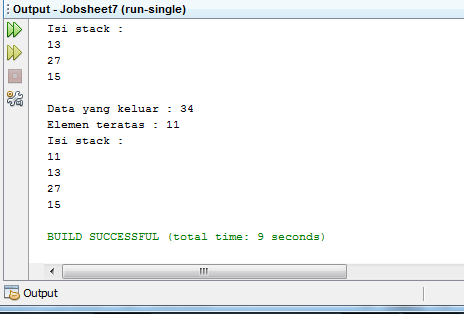 Output - Jobsheet7 (run-single)
Isi stack :
13
27
15
Data yang keluar : 34
Elemen teratas : 11
Isi stack :
11
13
27
15
BUILD SUCCESSFUL (total time: 9 seconds)
Output